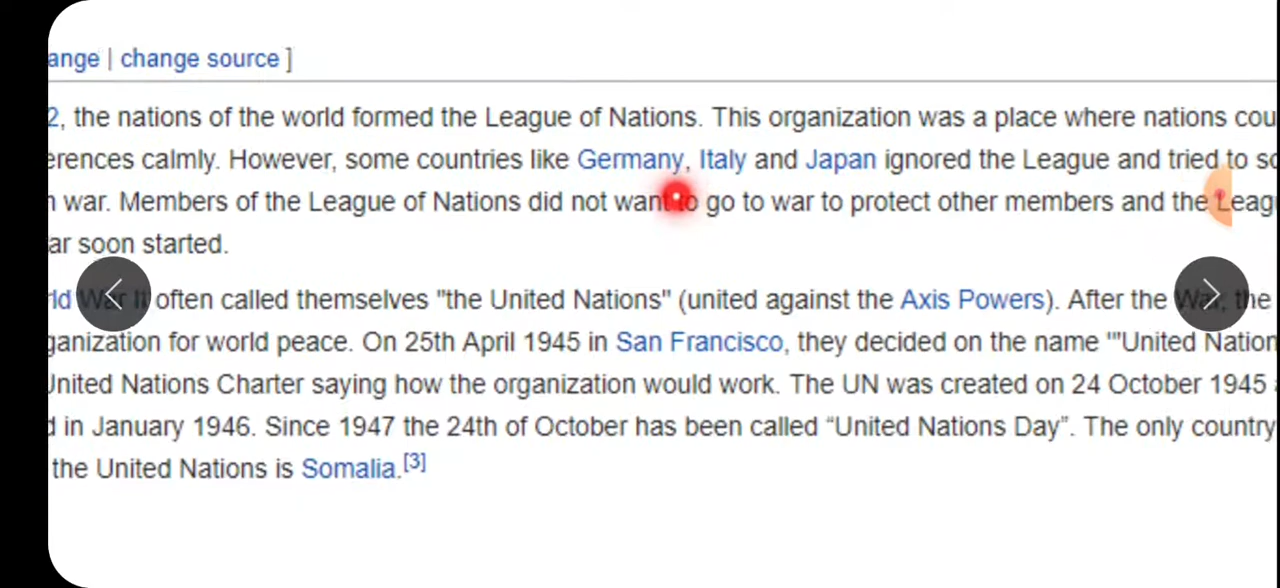 ange | change source ]
2, the nations of the world formed the League of Nations. This organization was a place where nations cou
erences calmly. However, some countries like Germany, Italy and Japan ignored the League and tried to so
n war. Members of the League of Nations did not want to go to war to protect other members and the Leag
ar soon started.
rld War II often called themselves "the United Nations" (united against the Axis Powers). After the War, the
ganization for world peace. On 25th April 1945 in San Francisco, they decided on the name '"United Nation
United Nations Charter saying how the organization would work. The UN was created on 24 October 1945
d in January 1946. Since 1947 the 24th of October has been called “United Nations Day”. The only country
the United Nations is Somalia.[3]